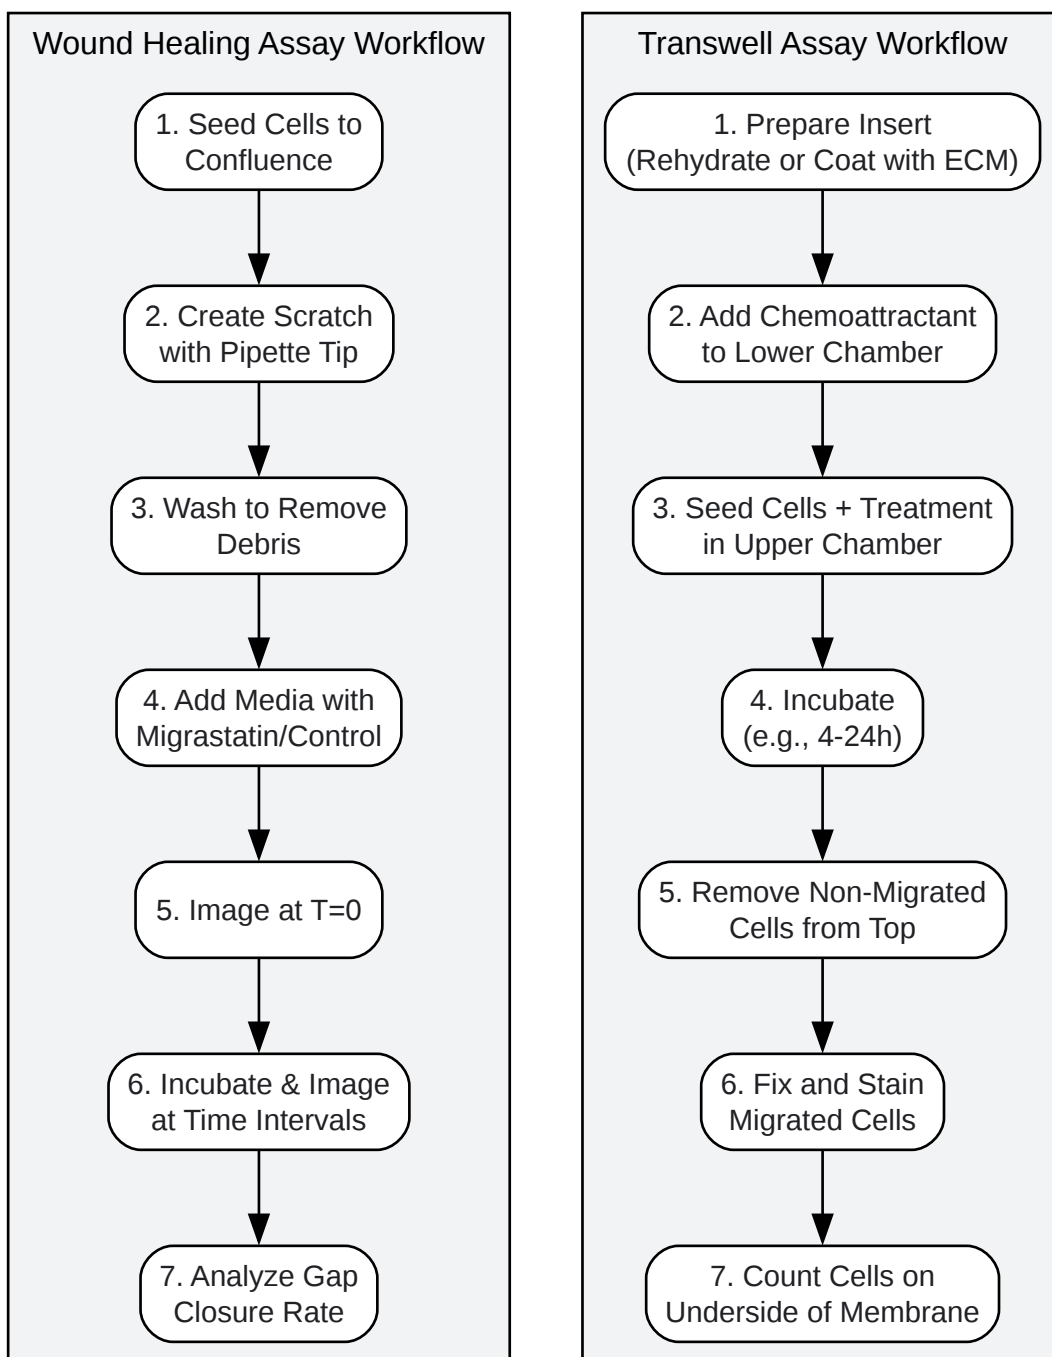 Wound Healing Assay Workflow
1. Seed Cells to
Confluence
2. Create Scratch
with Pipette Tip
3. Wash to Remove
Debris
4. Add Media with
Migrastatin/Control
5. Image at T=0
6. Incubate & Image
at Time Intervals
7. Analyze Gap
Closure Rate
Transwell Assay Workflow
1. Prepare Insert
(Rehydrate or Coat with ECM)
2. Add Chemoattractant
to Lower Chamber
3. Seed Cells + Treatment
in Upper Chamber
4. Incubate
(e.g., 4-24h)
5. Remove Non-Migrated
Cells from Top
6. Fix and Stain
Migrated Cells
7. Count Cells on
Underside of Membrane